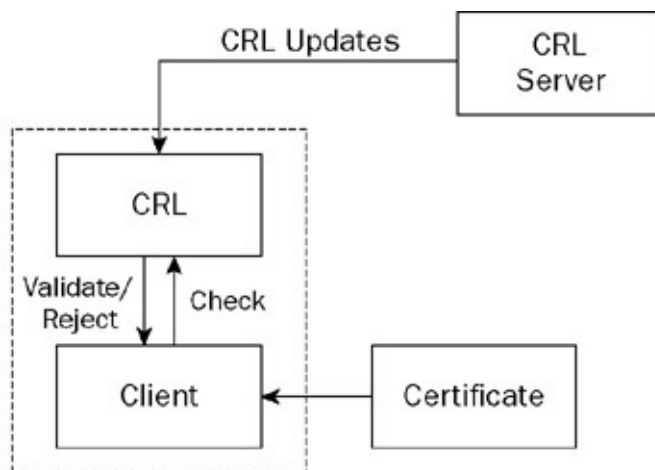 CRL Updates
CRL
Server
CRL
Validate/
Reject
Check
Client
Certificate